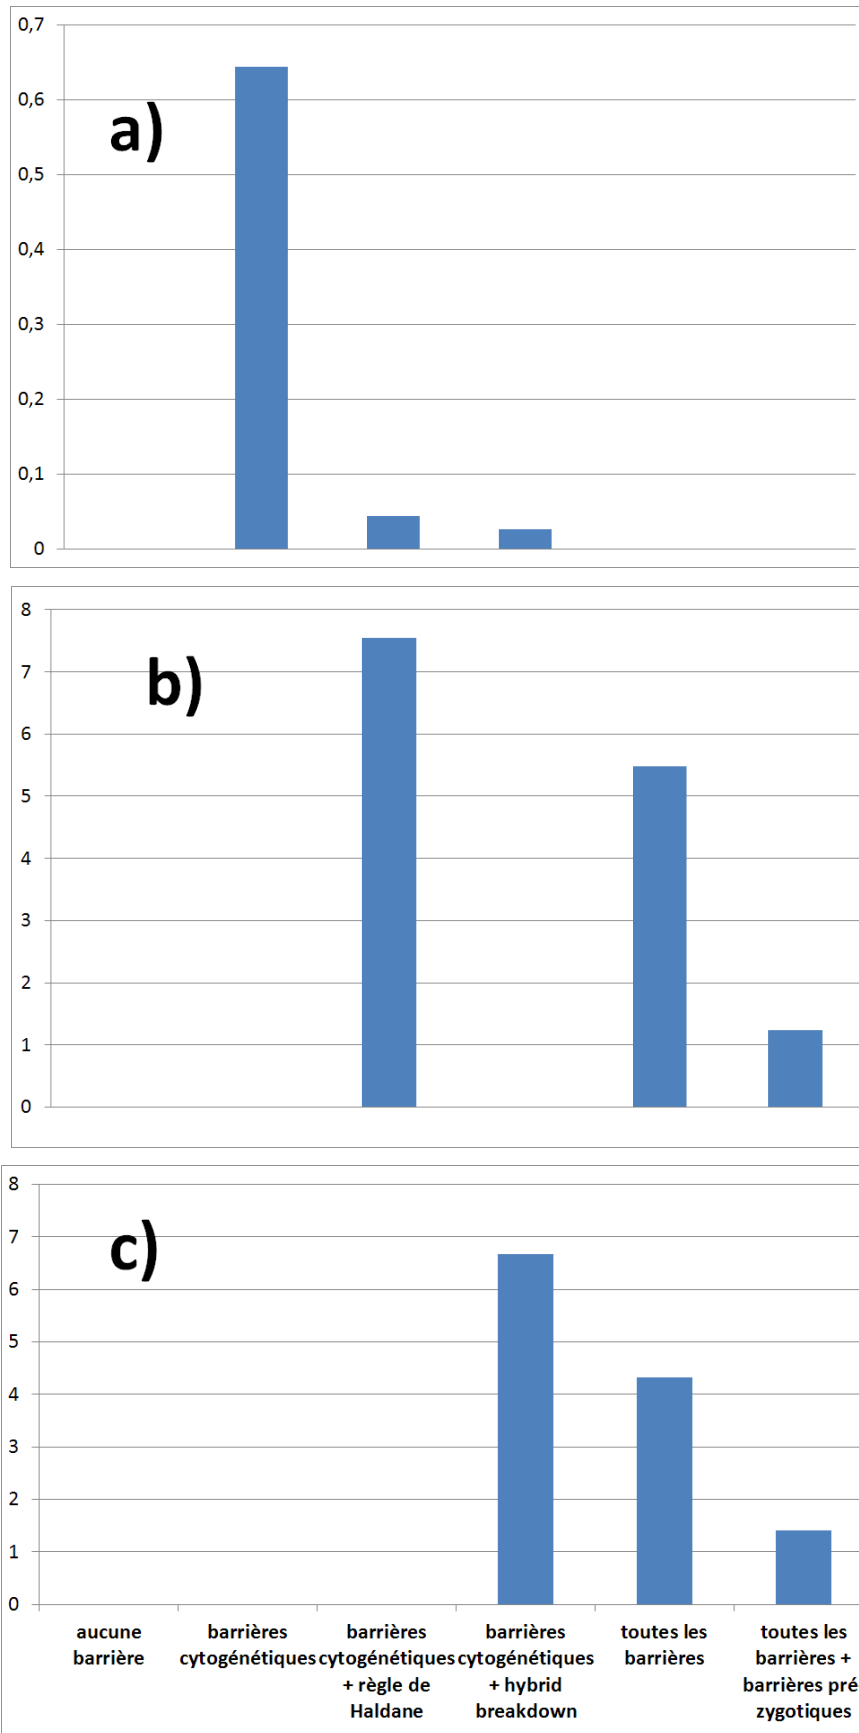 0,7
0,6
0,5
0,4
0,3
0,2
0,1
0
a)
8
7
6
5
4
3
2
1
0
b)
8
7
6
5
4
3
2
1
0
c)
aucune
barrière
barrières
cytogénétiques
barrières
cytogénétiques
+ règle de
Haldane
barrières
cytogénétiques
+ hybrid
breakdown
toutes les
barrières
toutes les
barrières +
barrières pré
zygotiques